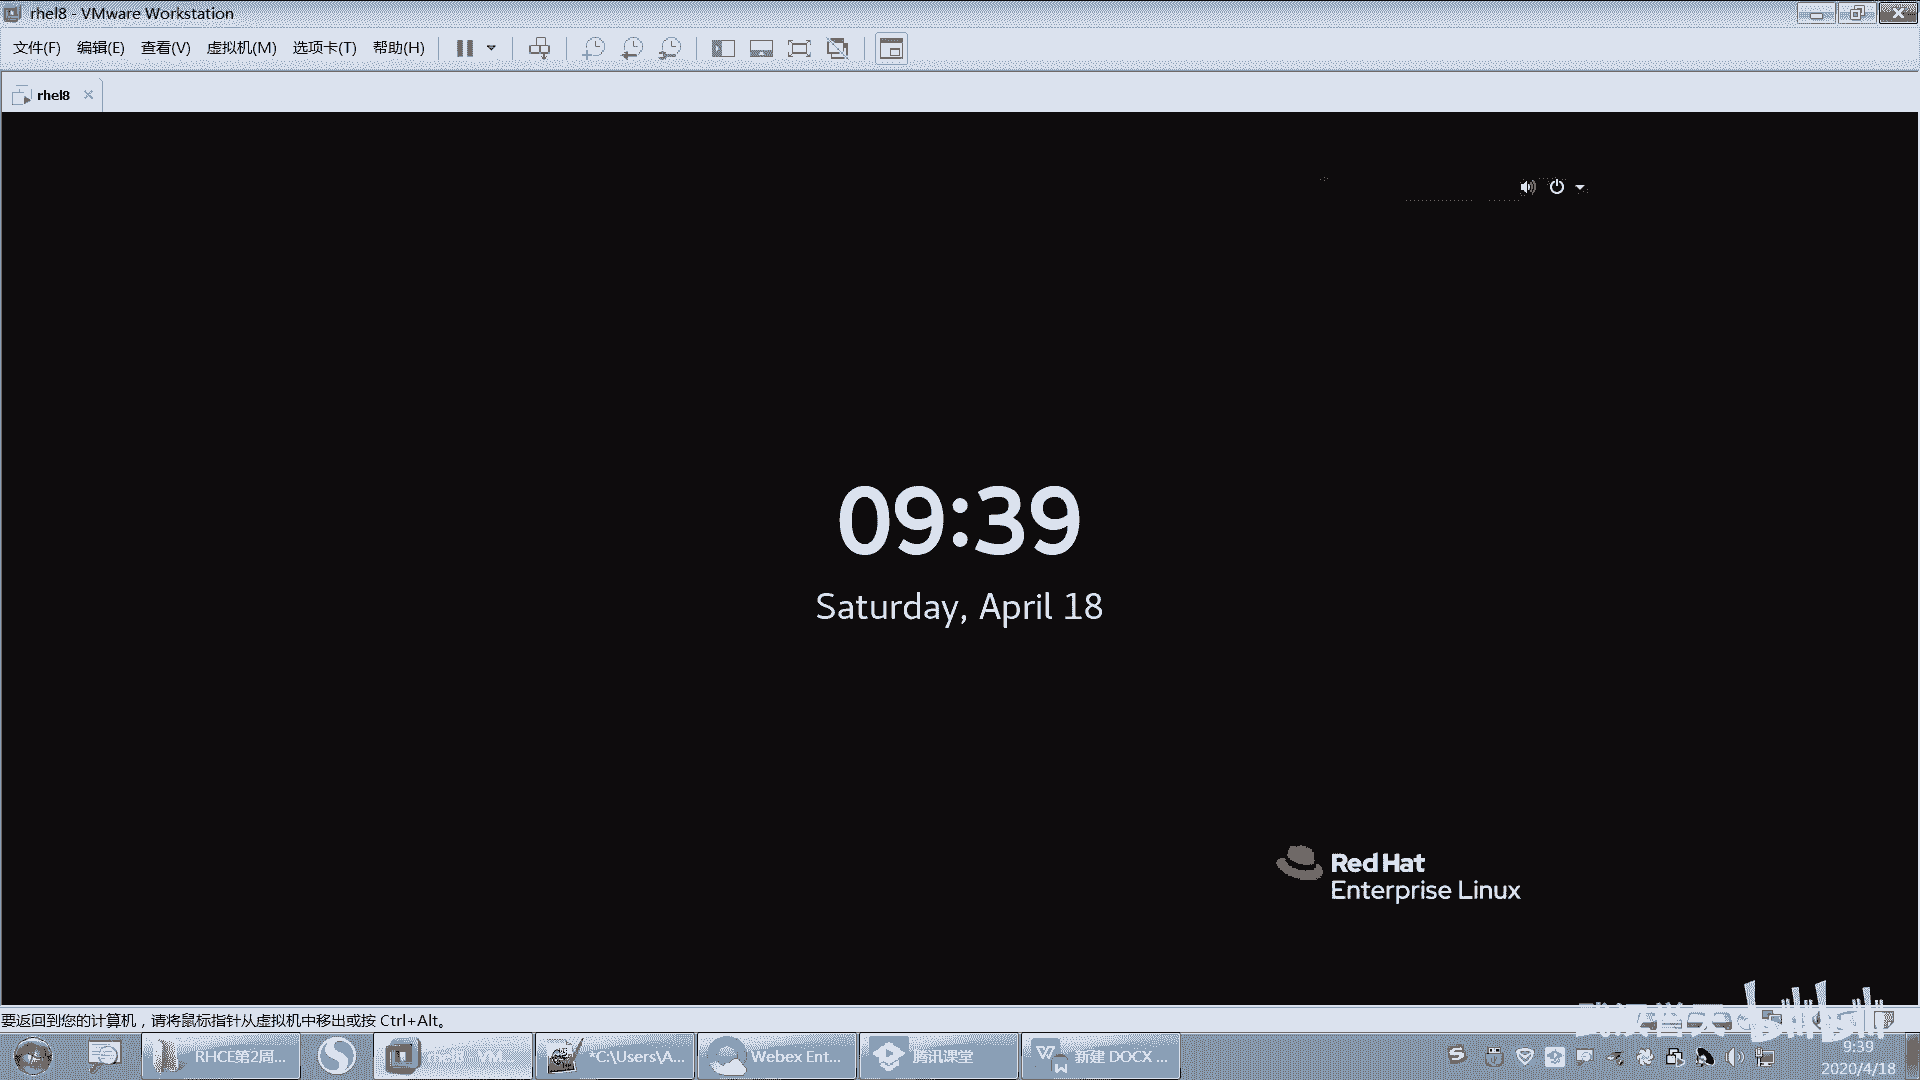 rhel8 - VMware Workstation
文件(F) 编辑(E) 查看(V) 虚拟机(M) 选项卡(T) 帮助(H)
rhel8
09:39
Saturday, April 18
Red Hat
Enterprise Linux
要返回到您的计算机，请将鼠标指针从虚拟机中移出或按 Ctrl+Alt。
RHCE第2周... rhel8 - VM... *C:\Users\A... Webex Ent... 腾讯课堂 新建 DOCX ...
bilibili
9:39
2020/4/18